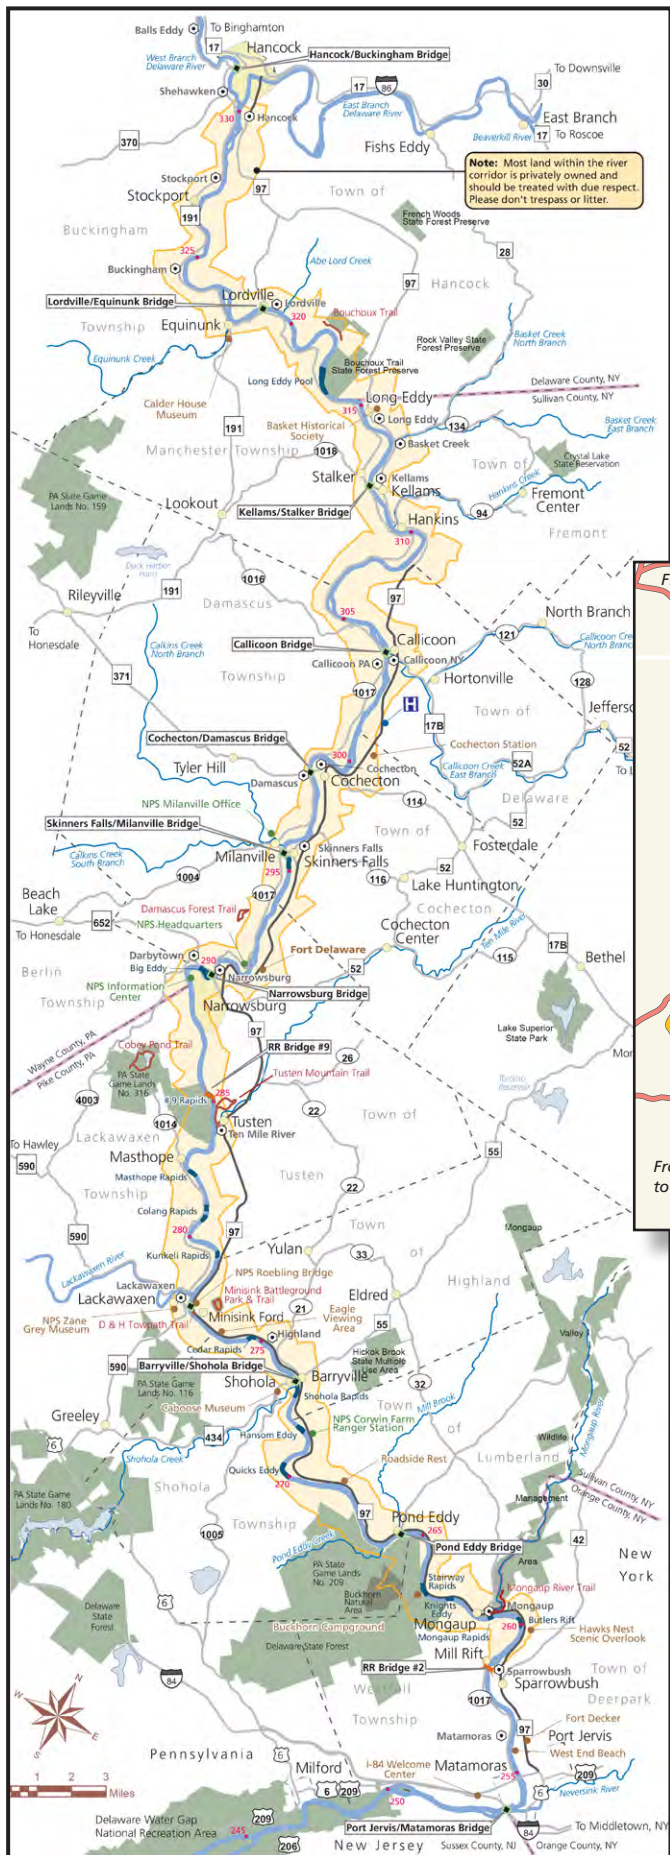 Balls Eddy
To Binghamton
17
Hancock
West Branch
Delaware River
Hancock/Buckingham Bridge
Shehawken
17
86
30
To Downsville
330
Hancock
East Branch
Delaware River
East Branch
Beaverkill River
17
To Roscoe
370
Fishs Eddy
Note: Most land within the river
corridor is privately owned and
should be treated with due respect.
Please don't trespass or litter.
Stockport
Stockport
97
Town of
191
French Woods
State Forest Preserve
Buckingham
28
325
Abe Lord Creek
Buckingham
97
Hancock
Lordville
Lordville/Equinunk Bridge
Lordville
320
Bouchoux Trail
Township
Equinunk
Rock Valley State
Forest Preserve
Basket Creek
North Branch
Equinunk Creek
Bouchoux Trail
State Forest Preserve
Long Eddy Pool
Delaware County, NY
Sullivan County, NY
Calder House
Museum
315
Long Eddy
Long Eddy
191
Basket Historical
Society
134
Basket Creek
East Branch
Manchester Township
1018
Basket Creek
Town of
Crystal Lake
State Reservation
Stalker
Kellams
Kellams
Hankins Creek
PA State Game
Lands No. 159
Lookout
Kellams/Stalker Bridge
94
Fremont
Center
Hankins
310
Fremont
Duck Harbor
Pond
1016
Rileyville
191
Damascus
97
305
North Branch
To
Honesdale
Calkins Creek
North Branch
Callicoon
121
Callicoon Bridge
Callicoon PA
Callicoon NY
North Branch
371
Township
1017
Hortonville
128
H
17B
Town of
Cochecton/Damascus Bridge
Cochecton Station
52
Tyler Hill
300
Cochecton
Callicoon Creek
East Branch
52A
Damascus
Cochecton
Delaware
NPS Milanville Office
114
52
Skinners Falls/Milanville Bridge
Town of
Skinners Falls
Fosterdale
Calkins Creek
South Branch
Milanville
Skinners Falls
295
52
1004
116
Lake Huntington
Beach
Lake
1017
Damascus Forest Trail
Cochecton
652
Cochecton
Center
Ten Mile River
To Honesdale
NPS Headquarters
Darbytown
290
Fort Delaware
17B
Big Eddy
115
Bethel
Berlin
52
Narrowsburg
NPS Information
Center
Narrowsburg Bridge
Township
Narrowsburg
97
Lake Superior
State Park
RR Bridge #9
Wayne County, PA
Pike County, PA
Cobey Pond Trail
26
PA State
Game Lands
No. 316
Tusten Mountain Trail
Toronto
Reservoir
285
# 9 Rapids
4003
22
Tusten
Town of
1014
Ten Mile River
To Hawley
Lackawaxen
55
590
Masthope
Tusten
Masthope Rapids
22
Township
Colang Rapids
Mongaup
280
97
Town
590
Kunkeli Rapids
Yulan
33
of
Lackawaxen River
NPS Roebling Bridge
Highland
Lackawaxen
Minisink Battleground
Park & Trail
Eldred
Lackawaxen
21
Minisink Ford
Valley
NPS Zane
Grey Museum
D & H Towpath Trail
Eagle
Viewing
Area
55
Highland
Cedar Rapids
275
Hickok Brook
State Multiple
Use Area
Barryville/Shohola Bridge
590
Barryville
32
PA State Game
Lands No. 116
Shohola
Town
Mill Brook
Mongaup River
Caboose Museum
Shohola Rapids
Greeley
of
NPS Corwin Farm
Ranger Station
6
434
Hansom Eddy
Wildlife
Shohola Creek
Lumberland
Quicks Eddy
Roadside Rest
Sullivan County, NY
Orange County, NY
Shohola
270
PA State Game
Lands No. 180
Management
1005
Township
97
Pond Eddy
265
42
New
York
Pond Eddy Creek
Pond Eddy Bridge
Area
PA State
Game Lands
No. 209
Stairway
Rapids
6
Buckhorn
Natural
Area
Mongaup River Trail
Delaware
State
Forest
Knights
Eddy
Mongaup
Butlers Rift
Buckhorn Campground
Mongaup
260
Hawks Nest
Scenic Overlook
Delaware State Forest
Mongaup Rapids
Mill Rift
84
RR Bridge #2
Sparrowbush
Town of
Westfall
Sparrowbush
N
W
E
S
1017
Deerpark
Township
Fort Decker
97
Matamoras
Port Jervis
Pennsylvania
6
I-84 Welcome
Center
West End Beach
Milford
Matamoras
255
209
1 2 3
Miles
6
209
6
Neversink River
250
Delaware Water Gap
National Recreation Area
209
245
Port Jervis/Matamoras Bridge
To Middletown, NY
84
206
New Jersey
Sussex County, NJ
Orange County, NY